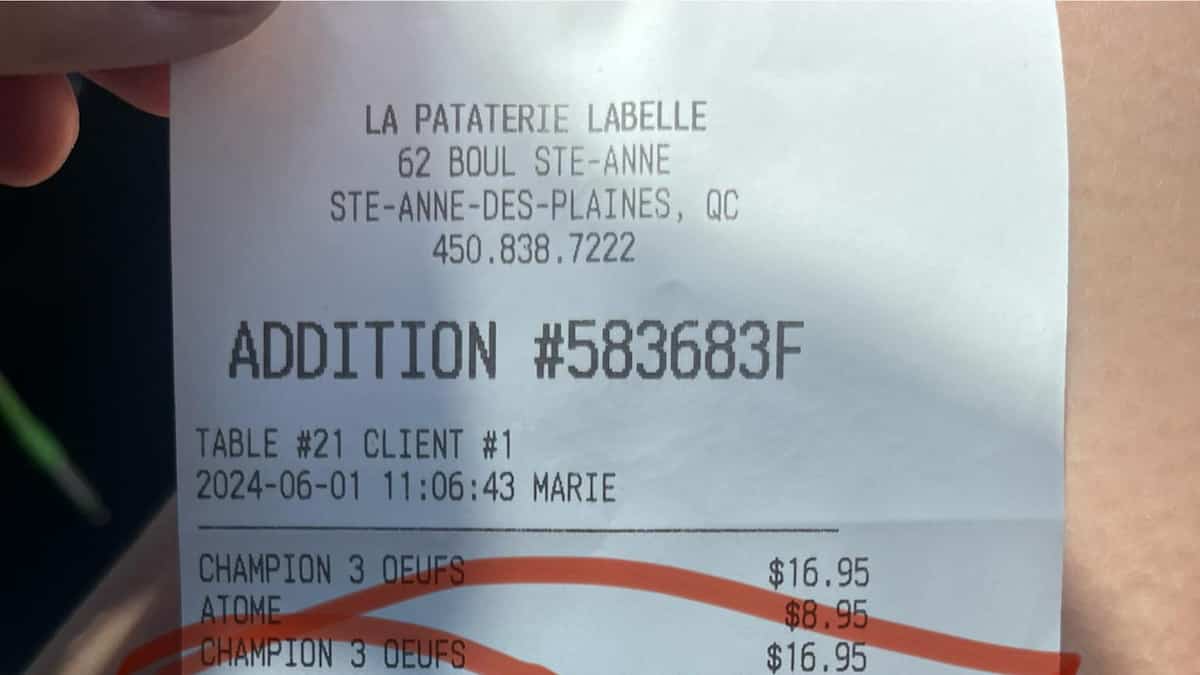 LA PATATERIE LABELLE
62 BOUL STE-ANNE
STE-ANNE-DES-PLAINES, QC
450.838.7222
ADDITION #583683F
TABLE #21 CLIENT #1
2024-06-01 11:06:43 MARIE
CHAMPION 3 OEUFS $16.95
ATOME $8.95
CHAMPION 3 OEUFS $16.95